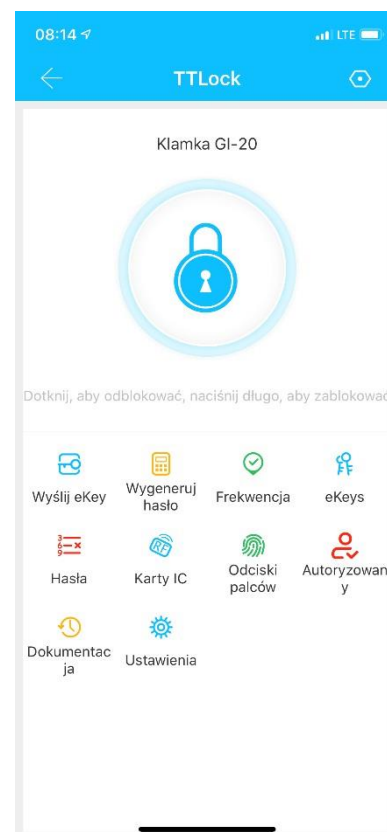 08:14 LTE
TTLock
Klamka GI-20
Dotknij, aby odblokować, naciśnij długo, aby zablokować
Wyślij eKey
Wygeneruj
hasło
Frekwencja
eKeys
Hasła
Karty IC
Odciski
palców
Autoryzowan
y
Dokumentac
ja
Ustawienia